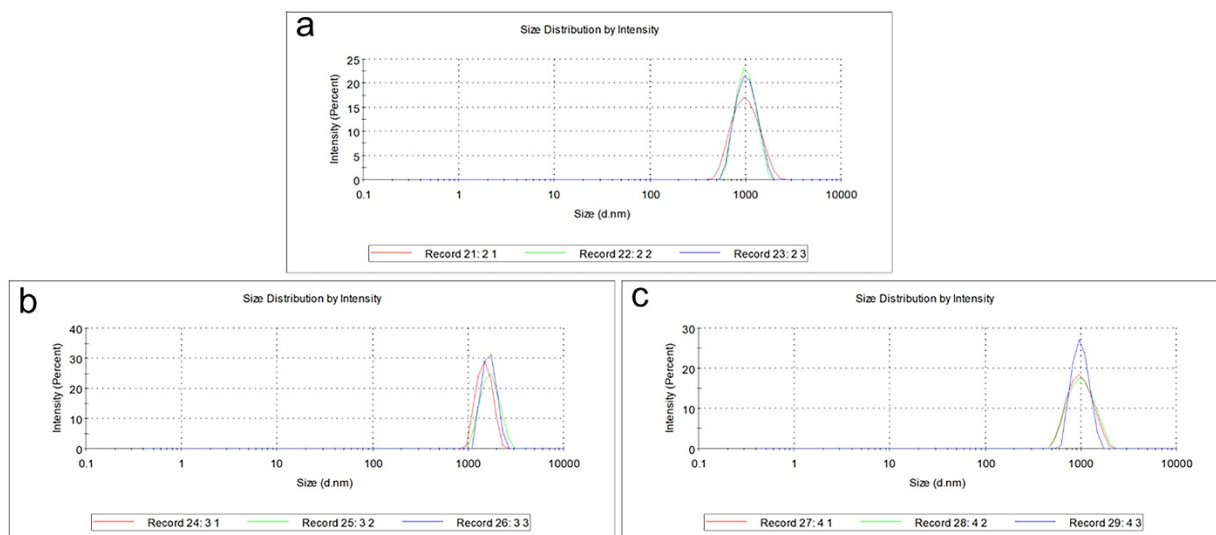 a
Size Distribution by Intensity
Intensity (Percent)
25
20
15
10
5
0
0.1 1 10 100 1000 10000
Size (d.nm)
Record 21: 2 1 Record 22: 2 2 Record 23: 2 3
b
Size Distribution by Intensity
Intensity (Percent)
40
30
20
10
0
0.1 1 10 100 1000 10000
Size (d.nm)
Record 24: 3 1 Record 25: 3 2 Record 26: 3 3
c
Size Distribution by Intensity
Intensity (Percent)
30
20
10
0
0.1 1 10 100 1000 10000
Size (d.nm)
Record 27: 4 1 Record 28: 4 2 Record 29: 4 3